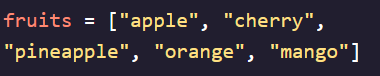 fruits = ["apple", "cherry",
"pineapple", "orange", "mango"]